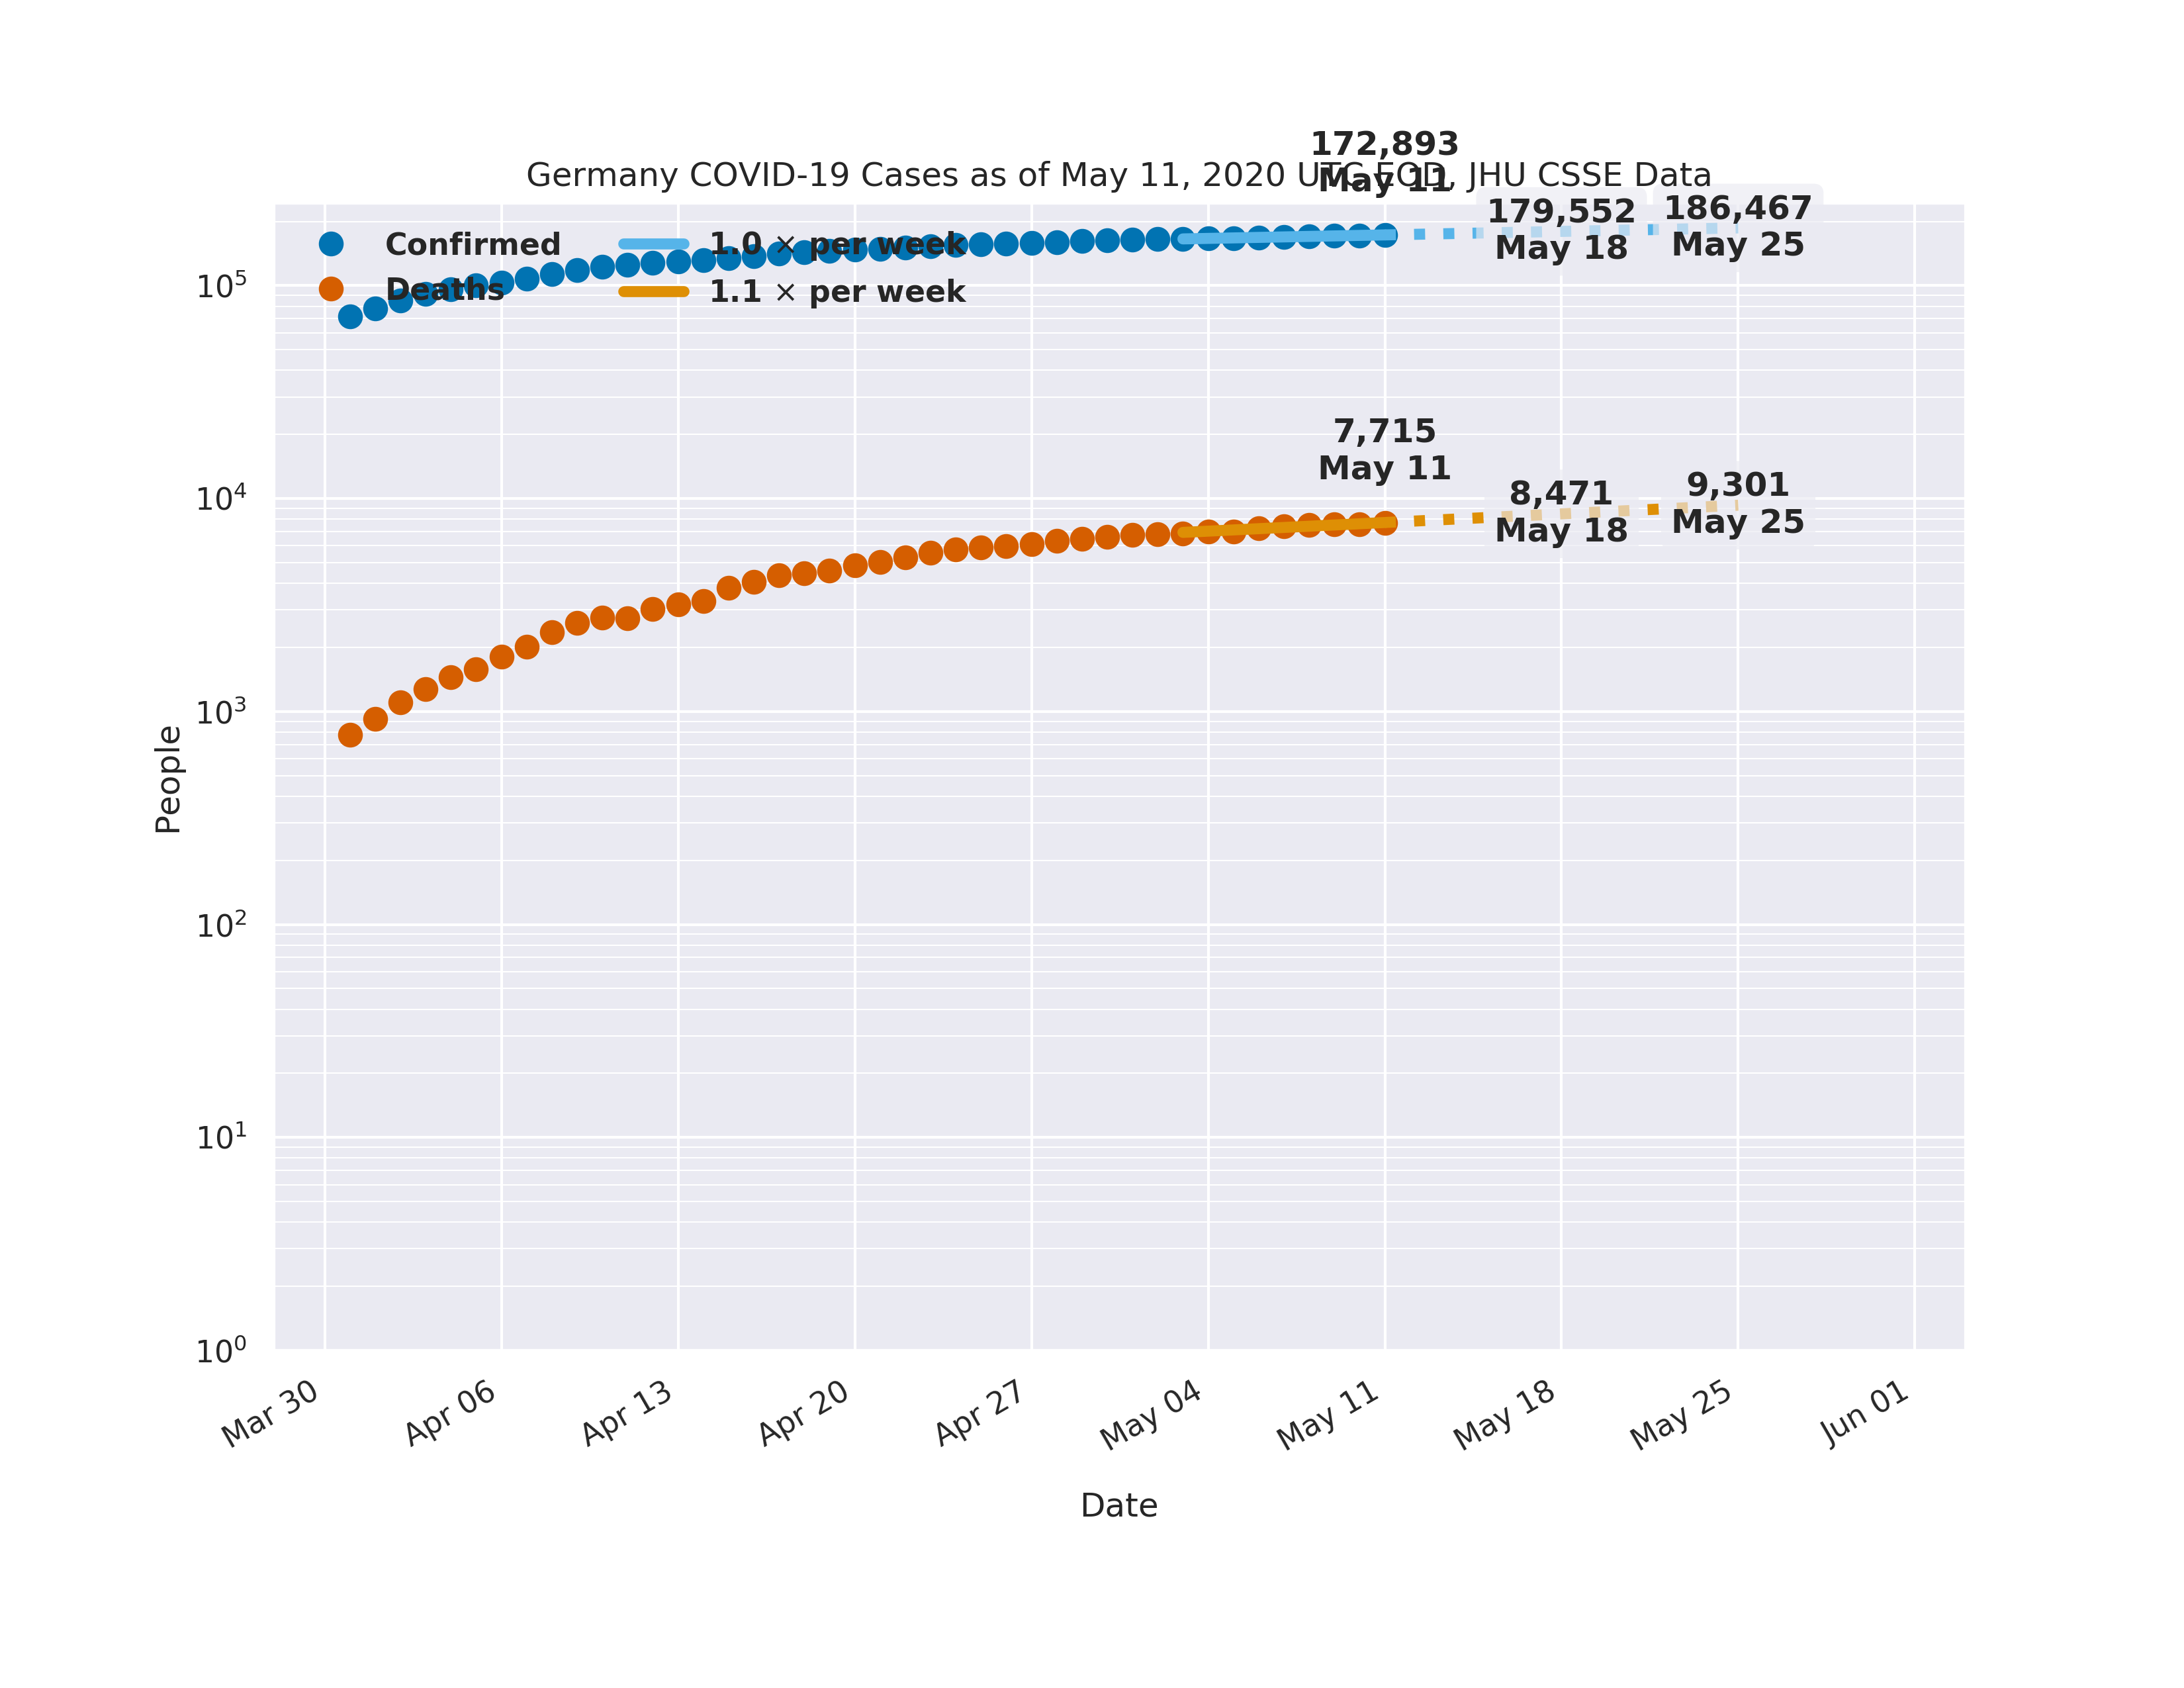 172,893
May 11
Germany COVID-19 Cases as of May 11, 2020 UTC EOD, JHU CSSE Data
179,552
May 18
186,467
May 25
Confirmed
Deaths
1.0 × per week
1.1 × per week
7,715
May 11
8,471
May 18
9,301
May 25
People
10⁵
10⁴
10³
10²
10¹
10⁰
Mar 30
Apr 06
Apr 13
Apr 20
Apr 27
May 04
May 11
May 18
May 25
Jun 01
Date